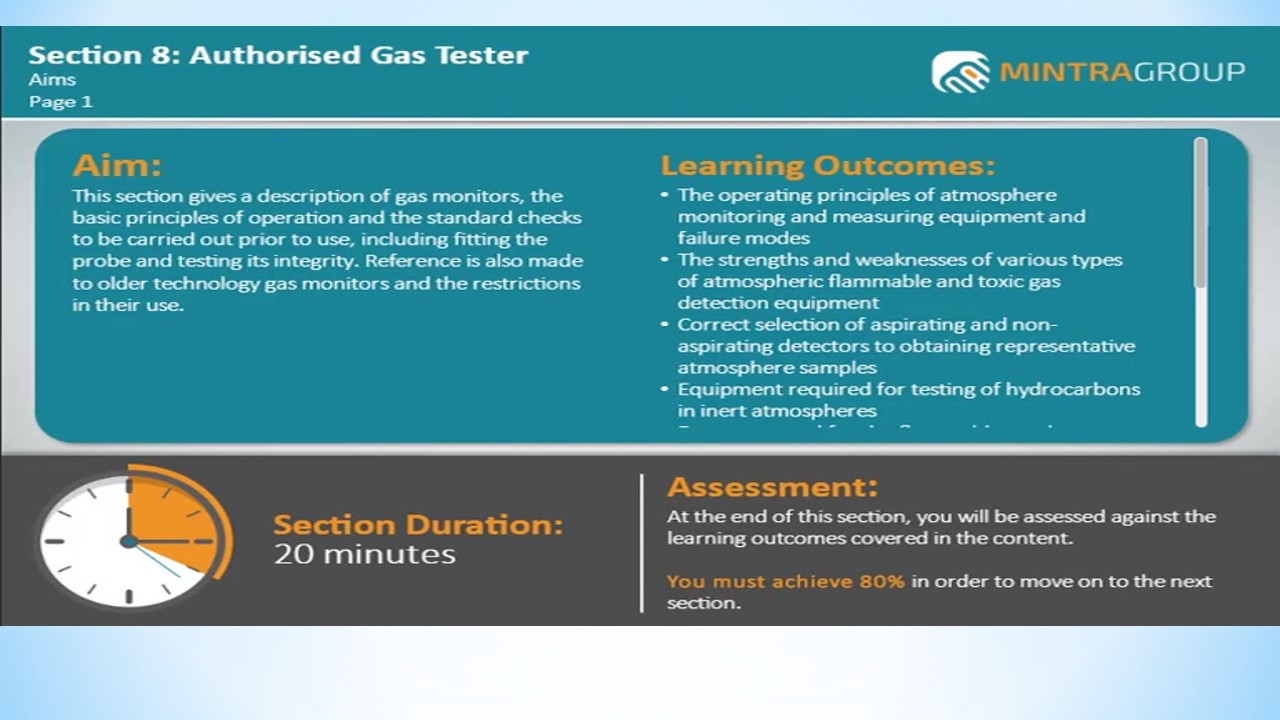 Section 8: Authorised Gas Tester
Aims
Page 1
MINTRAGROUP
Aim:
This section gives a description of gas monitors, the
basic principles of operation and the standard checks
to be carried out prior to use, including fitting the
probe and testing its integrity. Reference is also made
to older technology gas monitors and the restrictions
in their use.
Learning Outcomes:
• The operating principles of atmosphere
monitoring and measuring equipment and
failure modes
• The strengths and weaknesses of various types
of atmospheric flammable and toxic gas
detection equipment
• Correct selection of aspirating and non-
aspirating detectors to obtaining representative
atmosphere samples
• Equipment required for testing of hydrocarbons
in inert atmospheres
Section Duration:
20 minutes
Assessment:
At the end of this section, you will be assessed against the
learning outcomes covered in the content.
You must achieve 80% in order to move on to the next
section.